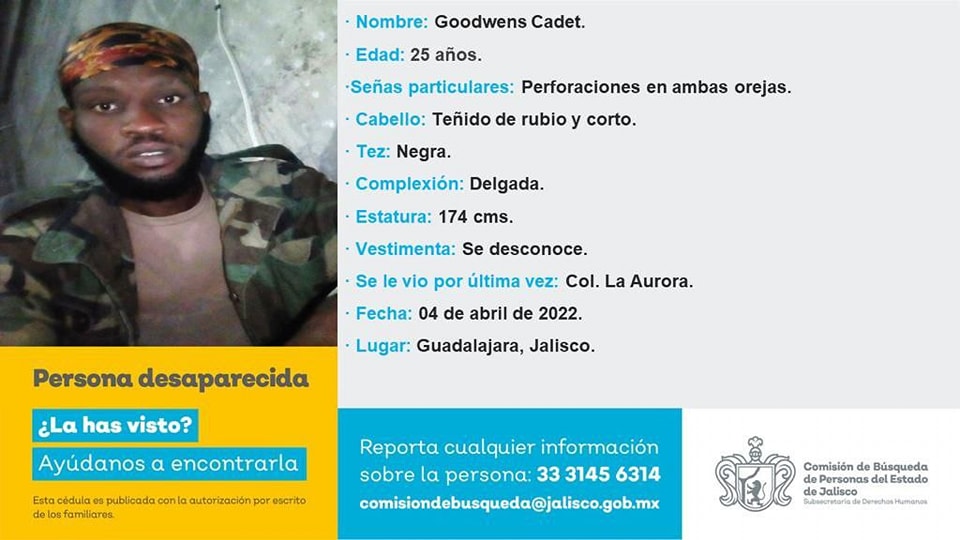 · Nombre: Goodwens Cadet.
· Edad: 25 años.
·Señas particulares: Perforaciones en ambas orejas.
· Cabello: Teñido de rubio y corto.
· Tez: Negra.
· Complexión: Delgada.
· Estatura: 174 cms.
· Vestimenta: Se desconoce.
· Se le vio por última vez: Col. La Aurora.
· Fecha: 04 de abril de 2022.
· Lugar: Guadalajara, Jalisco.
Persona desaparecida
¿La has visto?
Ayúdanos a encontrarla
Esta cédula es publicada con la autorización por escrito
de los familiares.
Reporta cualquier información
sobre la persona: 33 3145 6314
comisiondebusqueda@jalisco.gob.mx
Comisión de Búsqueda
de Personas del Estado
de Jalisco
Subsecretaría de Derechos Humanos